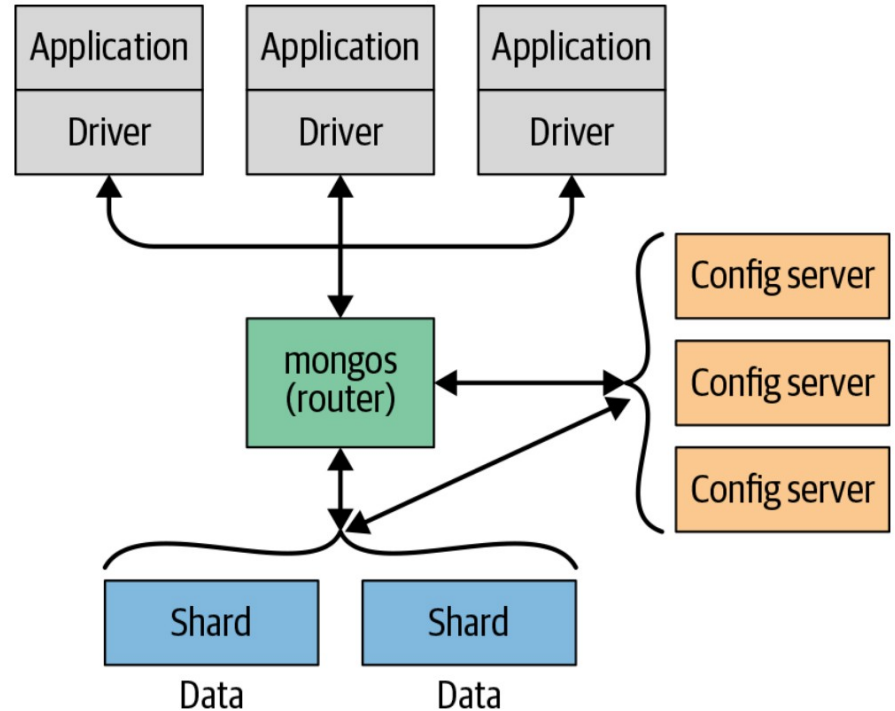 Application
Driver
Application
Driver
Application
Driver
Config server
mongos
(router)
Config server
Config server
Shard
Data
Shard
Data